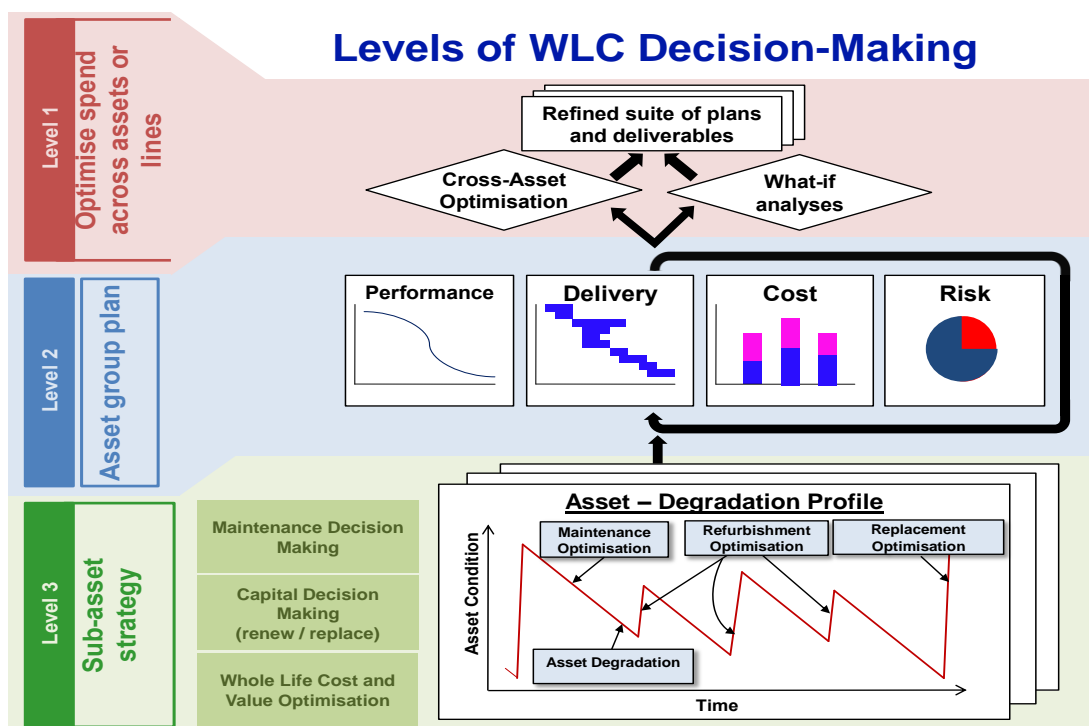 Levels of WLC Decision-Making
Level 1
Optimise spend
across assets or
lines
Refined suite of plans
and deliverables
Cross-Asset
Optimisation
What-if
analyses
Level 2
Asset group plan
Performance
Delivery
Cost
Risk
Level 3
Sub-asset
strategy
Maintenance Decision
Making
Capital Decision
Making
(renew / replace)
Whole Life Cost and
Value Optimisation
Asset – Degradation Profile
Maintenance
Optimisation
Refurbishment
Optimisation
Replacement
Optimisation
Asset Condition
Asset Degradation
Time